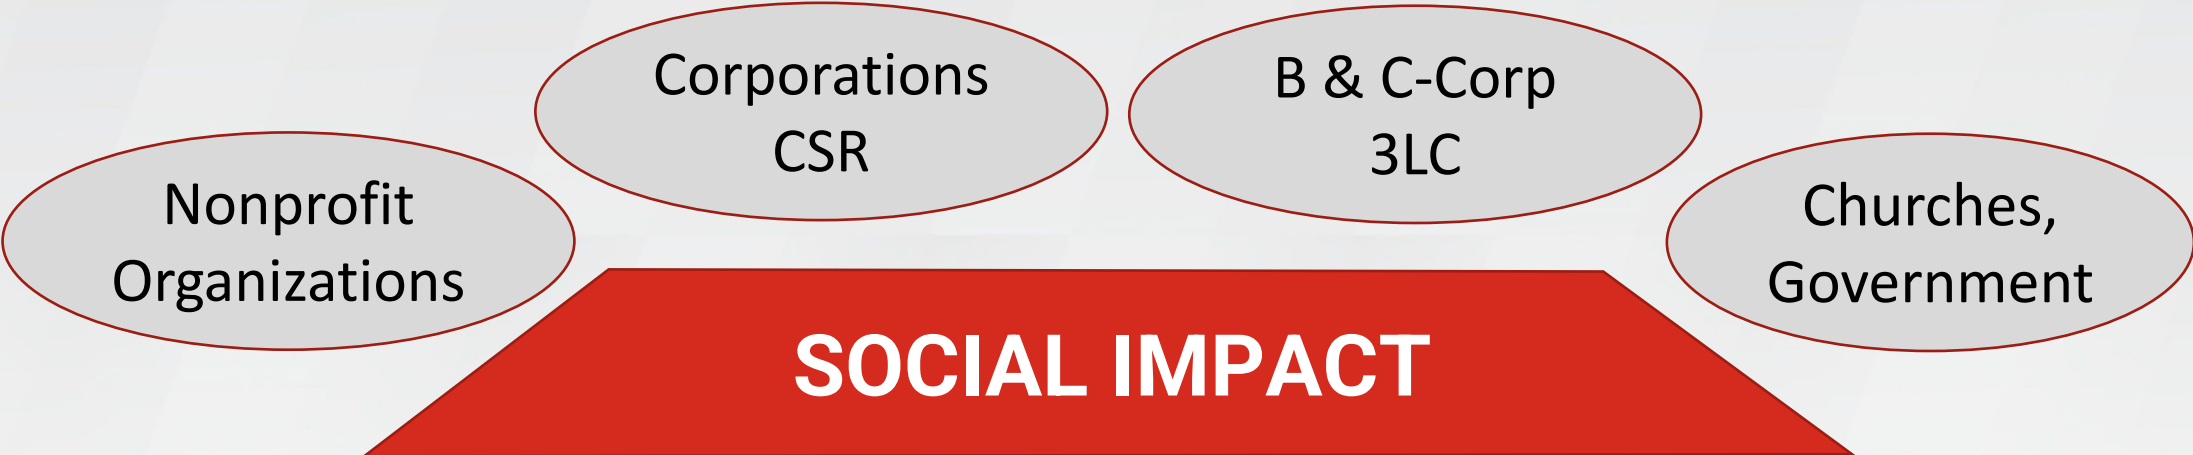 Nonprofit
Organizations
Corporations
CSR
B & C-Corp
3LC
Churches,
Government
SOCIAL IMPACT